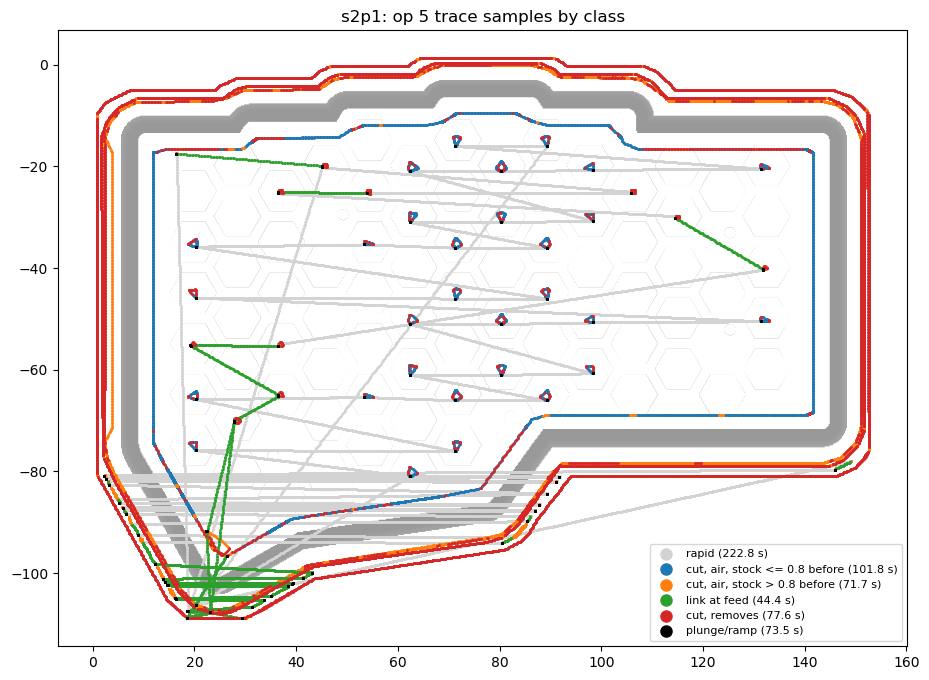 s2p1: op 5 trace samples by class
0
−20
−40
−60
−80
−100
0 20 40 60 80 100 120 140 160
rapid (222.8 s)
cut, air, stock <= 0.8 before (101.8 s)
cut, air, stock > 0.8 before (71.7 s)
link at feed (44.4 s)
cut, removes (77.6 s)
plunge/ramp (73.5 s)